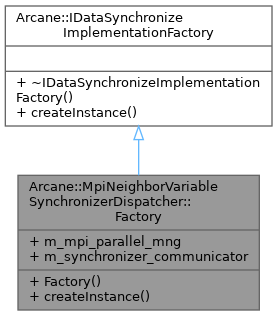 Arcane::IDataSynchronize
ImplementationFactory
+ ~IDataSynchronizeImplementation
Factory()
+ createInstance()
Arcane::MpiNeighborVariable
SynchronizerDispatcher::
Factory
+ m_mpi_parallel_mng
+ m_synchronizer_communicator
+ Factory()
+ createInstance()